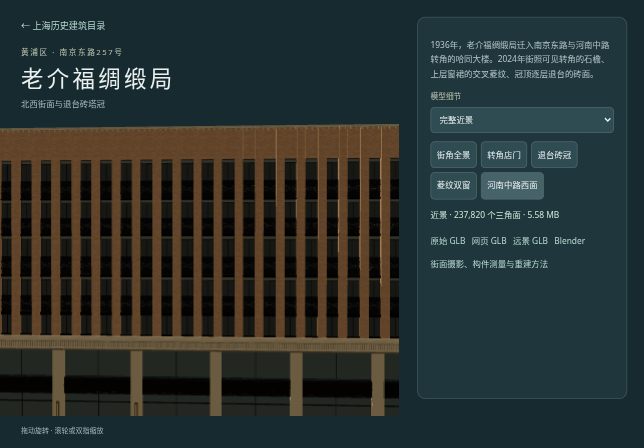 ← 上海历史建筑目录
黄浦区 · 南京东路257号
老介福绸缎局
北西街面与退台砖塔冠
拖动旋转 · 滚轮或双指缩放
1936年，老介福绸缎局迁入南京东路与河南中路
转角的哈同大楼。2024年街照可见转角的石檐、
上层窗裙的交叉菱纹、冠顶逐层退台的砖面。
模型细节
完整近景
街角全景 转角店门 退台砖冠
菱纹双窗 河南中路西面
近景 · 237,820 个三角面 · 5.58 MB
原始 GLB 网页 GLB 远景 GLB Blender
街面摄影、构件测量与重建方法